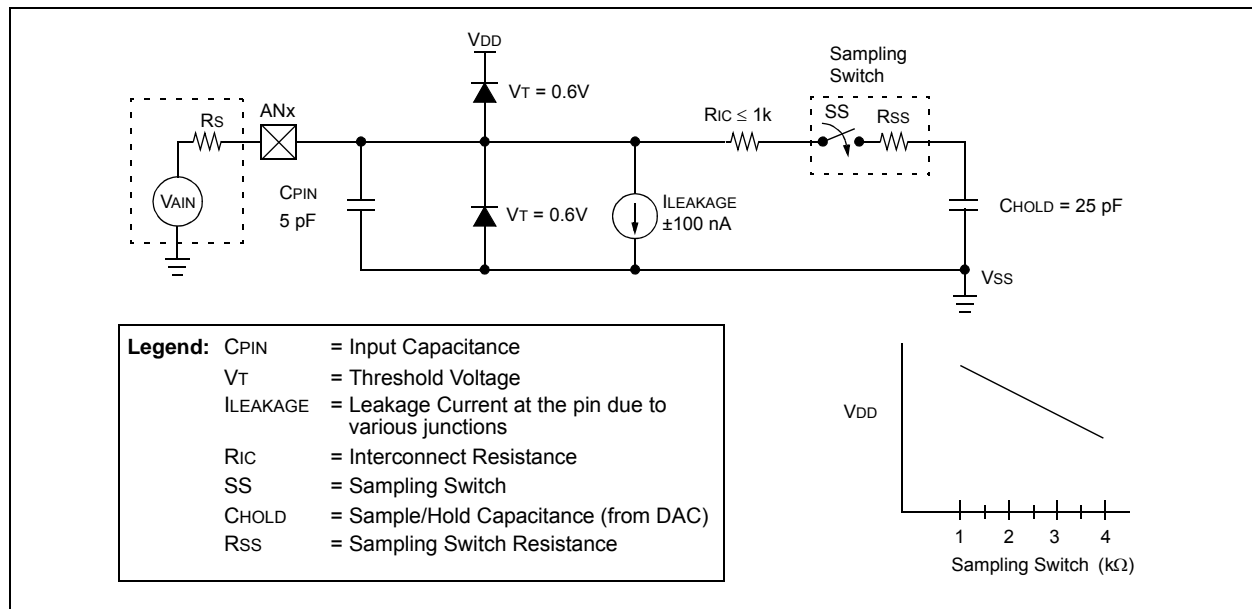 VDD
Sampling
Switch
VT = 0.6V
RS
ANx
RIC ≤ 1k
SS
RSS
VAIN
CPIN
5 pF
VT = 0.6V
ILEAKAGE
±100 nA
CHOLD = 25 pF
VSS
Legend: CPIN = Input Capacitance
VT = Threshold Voltage
ILEAKAGE = Leakage Current at the pin due to
various junctions
RIC = Interconnect Resistance
SS = Sampling Switch
CHOLD = Sample/Hold Capacitance (from DAC)
RSS = Sampling Switch Resistance
VDD
1 2 3 4
Sampling Switch (kΩ)